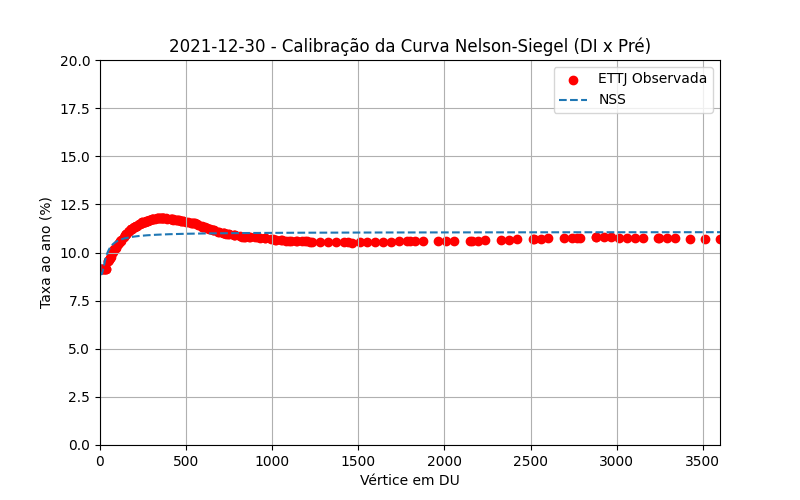 2021-12-30 - Calibração da Curva Nelson-Siegel (DI x Pré)
20.0
17.5
15.0
12.5
10.0
7.5
5.0
2.5
0.0
Taxa ao ano (%)
ETTJ Observada
NSS
0 500 1000 1500 2000 2500 3000 3500
Vértice em DU